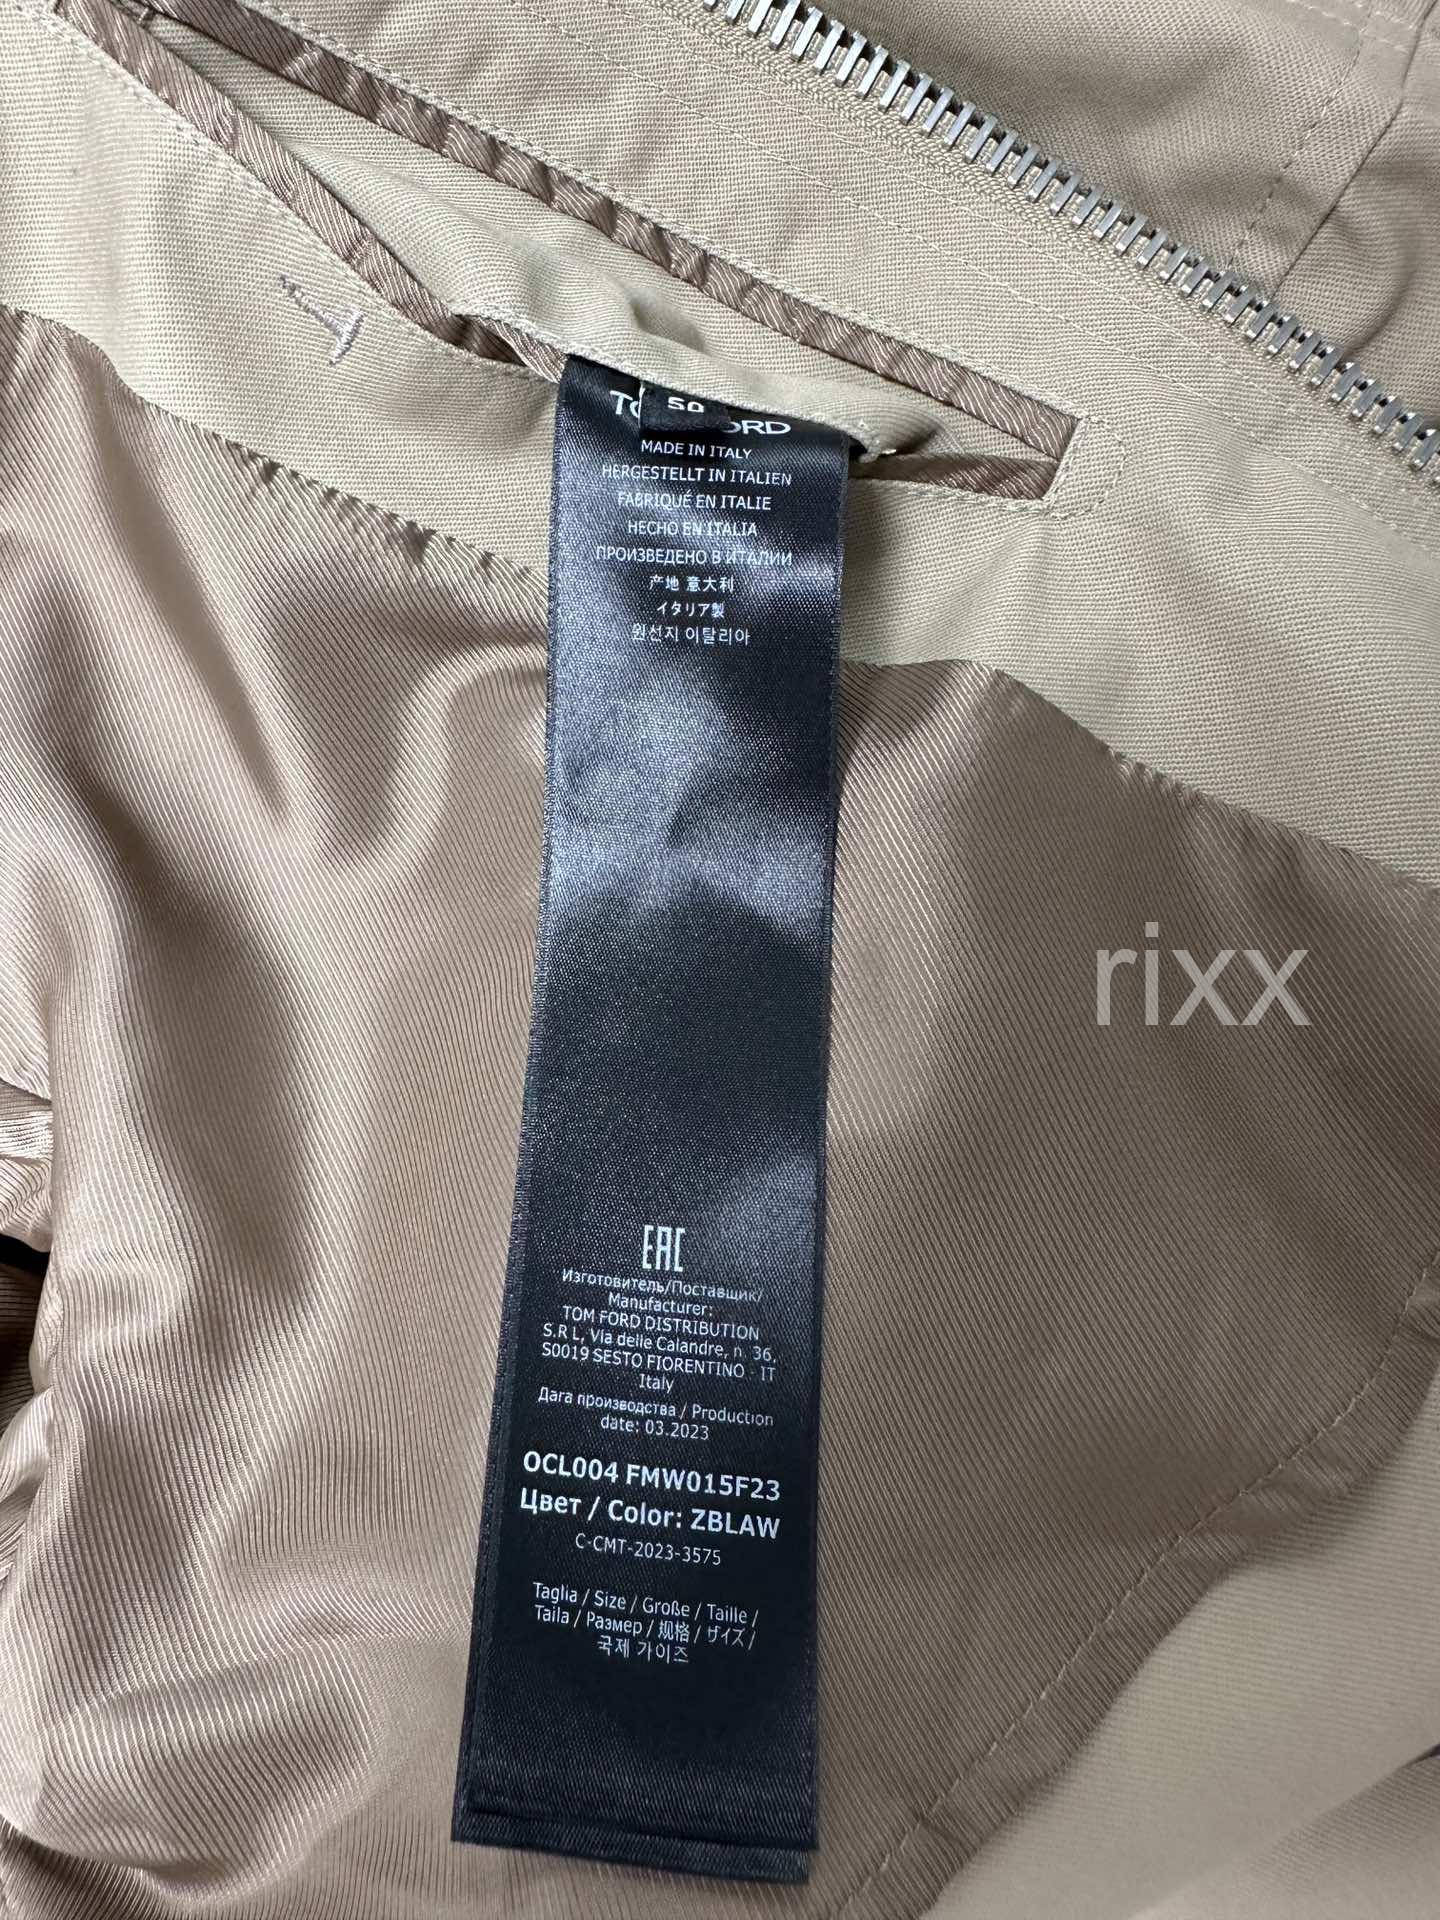 50
TOM FORD
MADE IN ITALY
HERGESTELLT IN ITALIEN
FABRIQUÉ EN ITALIE
HECHO EN ITALIA
ПРОИЗВЕДЕНО В ИТАЛИИ
产地 意大利
イタリア製
원선지 이탈리아
rixx
EAC
Изготовитель/Поставщик/
Manufacturer:
TOM FORD DISTRIBUTION
S.R L, Via delle Calandre, n. 36,
50019 SESTO FIORENTINO - IT
Italy
Дага производства / Production
date: 03.2023
OCL004 FMW015F23
Цвет / Color: ZBLAW
C-CMT-2023-3575
Taglia / Size / Große / Taille /
Taila / Размер / 规格 / サイズ /
국제 가이즈